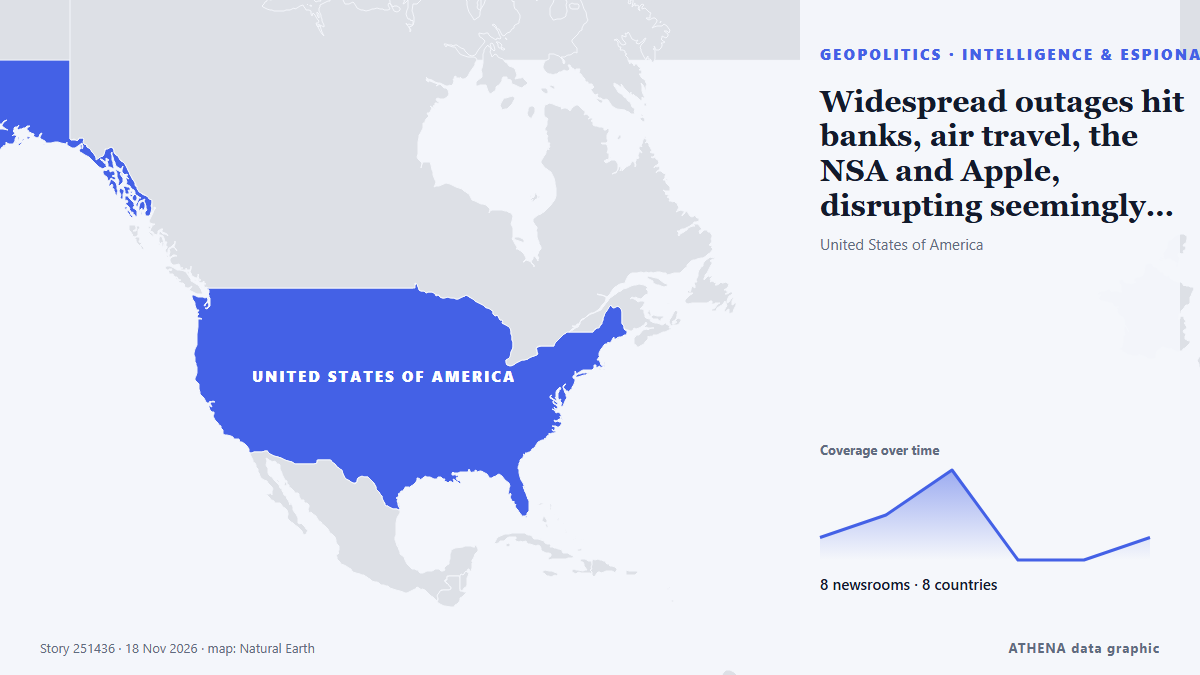 GEOPOLITICS · INTELLIGENCE & ESPIONA
Widespread outages hit
banks, air travel, the
NSA and Apple,
disrupting seemingly...
United States of America
UNITED STATES OF AMERICA
Coverage over time
8 newsrooms · 8 countries
Story 251436 · 18 Nov 2026 · map: Natural Earth
ATHENA data graphic